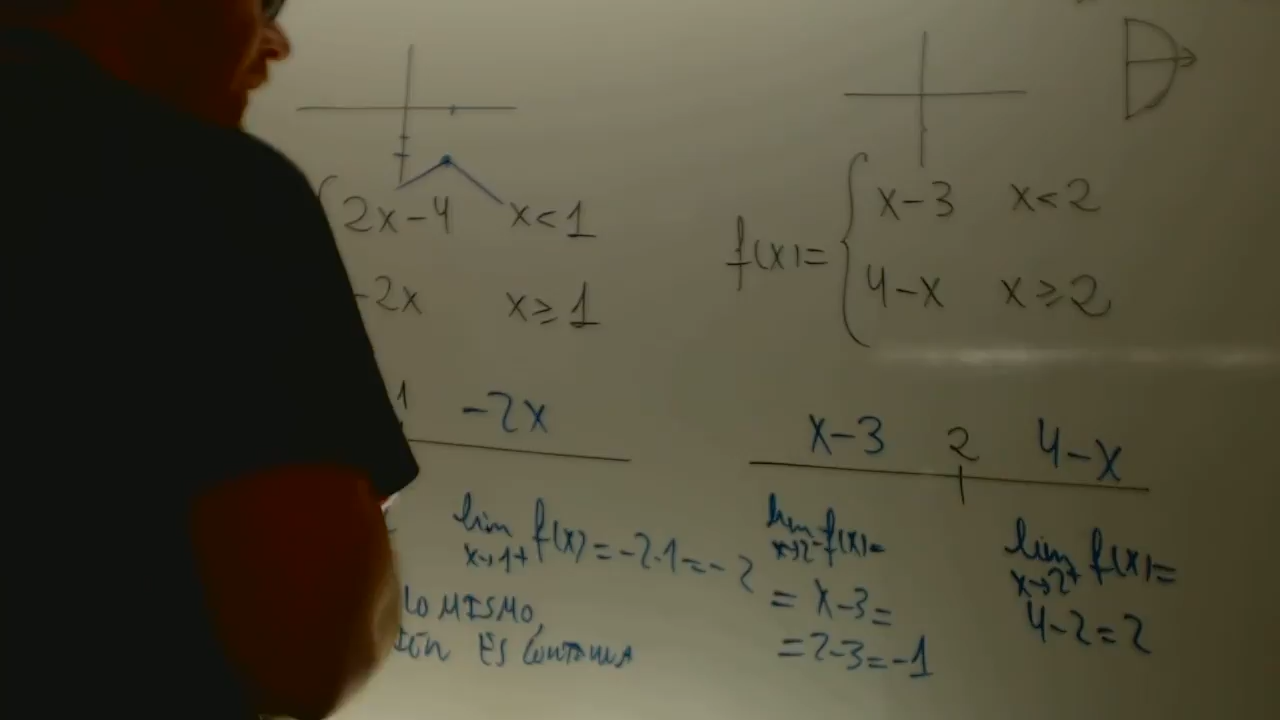 2x-4 x<1
-2x x≥1
1 -2x
lim f(x) = -2·1 = -2
x→1+
LO MISMO,
IÓN ES CONTINUA
f(x)= { x-3 x<2
4-x x≥2
x-3 2 4-x
lim f(x)=
x→2-
= x-3=
=2-3=-1
lim f(x)=
x→2+
4-2=2